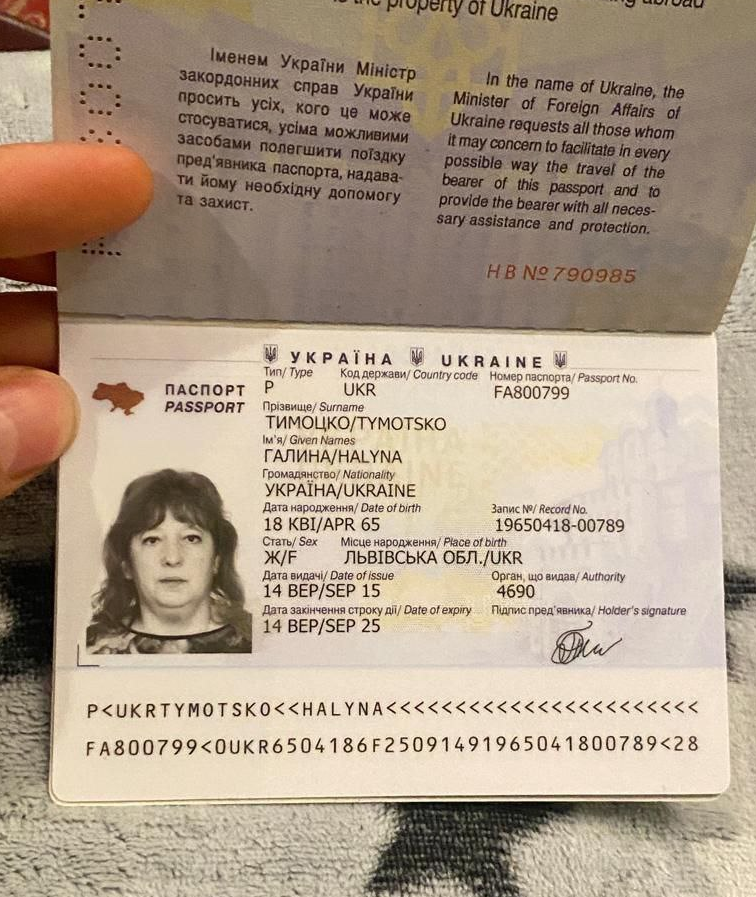 the property of Ukraine
Іменем України Міністр
закордонних справ України
просить усіх, кого це може
стосуватися, усіма можливими
засобами полегшити поїздку
пред'явника паспорта, надава-
ти йому необхідну допомогу
та захист.
In the name of Ukraine, the
Minister of Foreign Affairs of
Ukraine requests all those whom
it may concern to facilitate in every
possible way the travel of the
bearer of this passport and to
provide the bearer with all neces-
sary assistance and protection.
НВ №790985
УКРАЇНА UKRAINE
ПАСПОРТ
PASSPORT
Тип/ Type Код держави/ Country code Номер паспорта/ Passport No.
P UKR FA800799
Прізвище/ Surname
ТИМОЦКО/TYMOTSKO
Ім'я/ Given Names
ГАЛИНА/HALYNA
Громадянство/ Nationality
УКРАЇНА/UKRAINE
Дата народження/ Date of birth Запис №/ Record No.
18 КВІ/APR 65 19650418-00789
Стать/ Sex Місце народження/ Place of birth
Ж/F ЛЬВІВСЬКА ОБЛ./UKR
Дата видачі/ Date of issue Орган, що видав/ Authority
14 ВЕР/SEP 15 4690
Дата закінчення строку дії/ Date of expiry Підпис пред'явника/ Holder's signature
14 ВЕР/SEP 25
P<UKRTYMOTSKO<<HALYNA<<<<<<<<<<<<<<<<<<<<<<<
FA800799<0UKR6504186F25091491965041800789<28